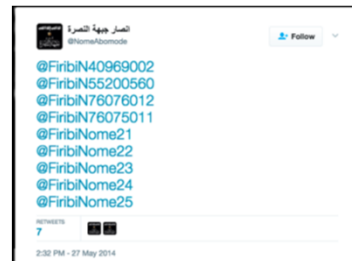 انصار جبهة النصرة
@NomeAbomode
Follow
@FiribiN40969002
@FiribiN55200560
@FiribiN76076012
@FiribiN76075011
@FiribiNome21
@FiribiNome22
@FiribiNome23
@FiribiNome24
@FiribiNome25
RETWEETS
7
2:32 PM - 27 May 2014